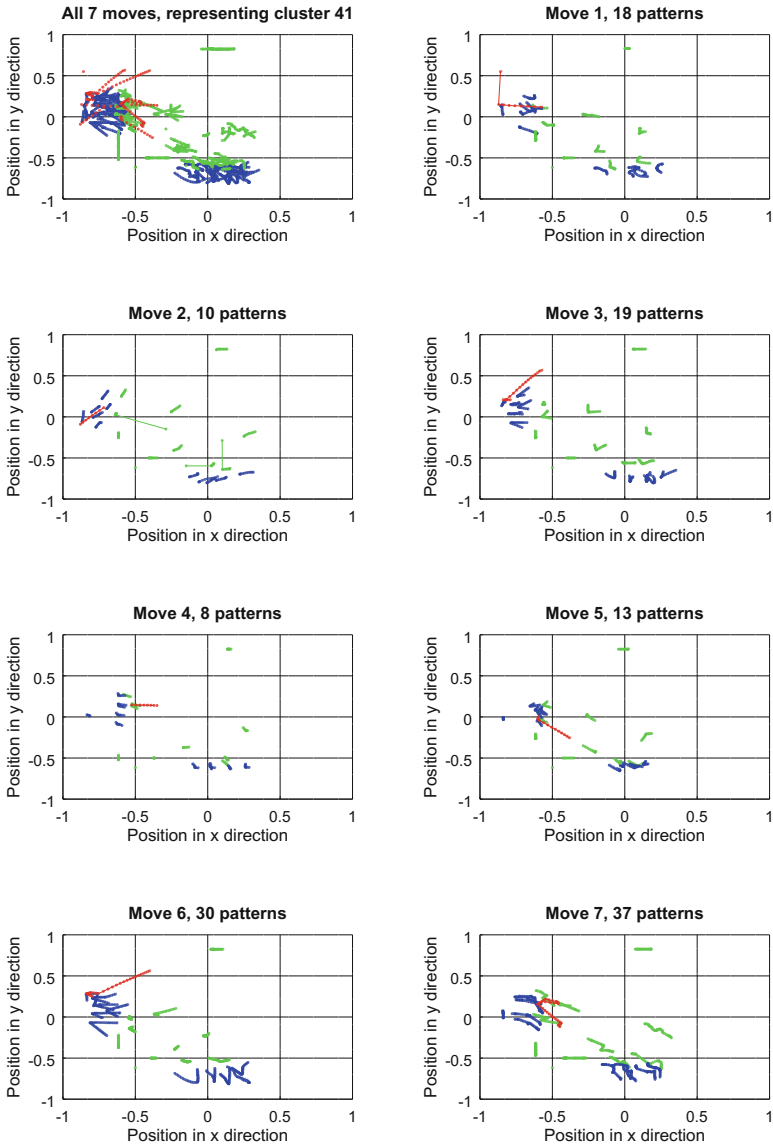 All 7 moves, representing cluster 41
1
0.5
0
-0.5
-1
-1 -0.5 0 0.5 1
Position in y direction
Position in x direction
Move 1, 18 patterns
1
0.5
0
-0.5
-1
-1 -0.5 0 0.5 1
Position in y direction
Position in x direction
Move 2, 10 patterns
1
0.5
0
-0.5
-1
-1 -0.5 0 0.5 1
Position in y direction
Position in x direction
Move 3, 19 patterns
1
0.5
0
-0.5
-1
-1 -0.5 0 0.5 1
Position in y direction
Position in x direction
Move 4, 8 patterns
1
0.5
0
-0.5
-1
-1 -0.5 0 0.5 1
Position in y direction
Position in x direction
Move 5, 13 patterns
1
0.5
0
-0.5
-1
-1 -0.5 0 0.5 1
Position in y direction
Position in x direction
Move 6, 30 patterns
1
0.5
0
-0.5
-1
-1 -0.5 0 0.5 1
Position in y direction
Position in x direction
Move 7, 37 patterns
1
0.5
0
-0.5
-1
-1 -0.5 0 0.5 1
Position in y direction
Position in x direction